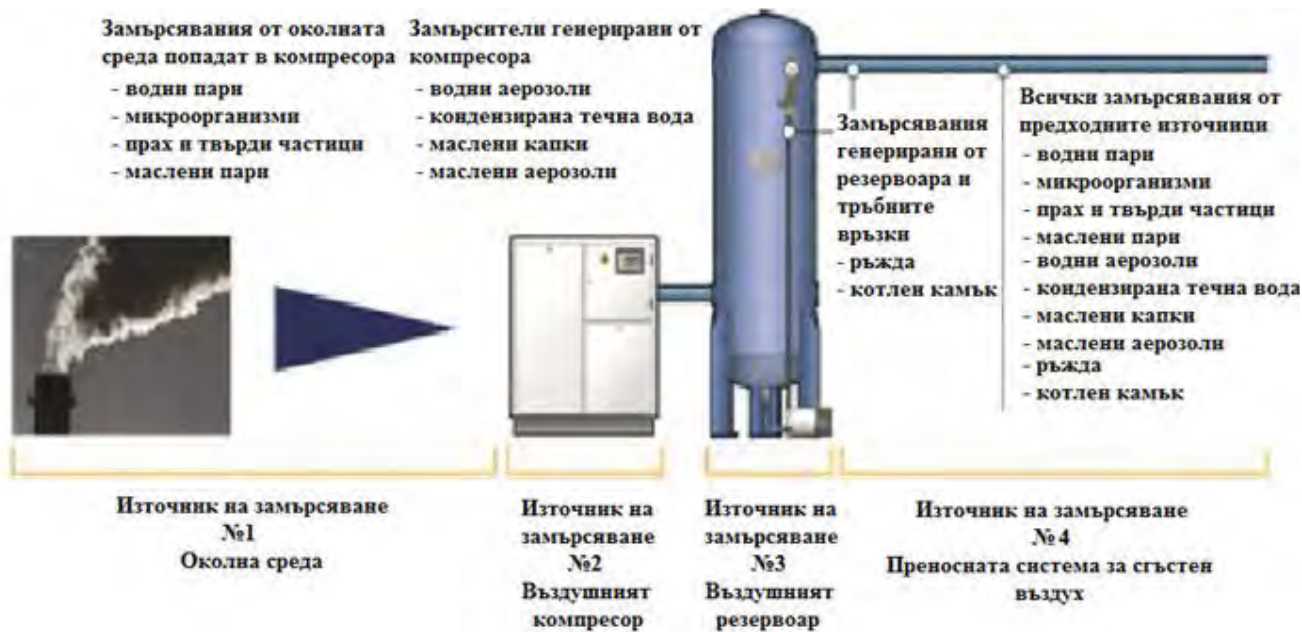 Замърсявания от околната
среда попадат в компресора
- водни пари
- микроорганизми
- прах и твърди частици
- маслени пари
Замърсители генерирани от
компресора
- водни аерозоли
- кондензирана течна вода
- маслени капки
- маслени аерозоли
Замърсявания
генерирани от
резервоара и
тръбните
връзки
- ръжда
- котлен камък
Всички замърсявания от
предходните източници
- водни пари
- микроорганизми
- прах и твърди частици
- маслени пари
- водни аерозоли
- кондензирана течна вода
- маслени капки
- маслени аерозоли
- ръжда
- котлен камък
Източник на замърсяване
№1
Околна среда
Източник на
замърсяване
№2
Въздушният
компресор
Източник на
замърсяване
№3
Въздушният
резервоар
Източник на замърсяване
№4
Преносната система за сгъстен
въздух